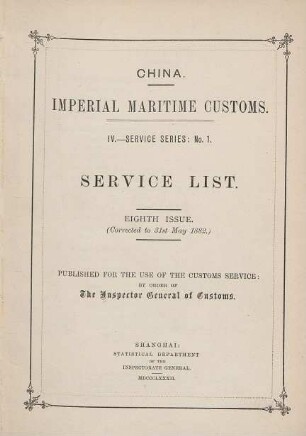 CHINA.
IMPERIAL MARITIME CUSTOMS.
IV.—SERVICE SERIES: No. 1.
SERVICE LIST.
EIGHTH ISSUE.
(Corrected to 31st May 1882.)
PUBLISHED FOR THE USE OF THE CUSTOMS SERVICE:
BY ORDER OF
The Inspector General of Customs.
SHANGHAI:
STATISTICAL DEPARTMENT
OF THE
INSPECTORATE GENERAL.
MDCCCLXXXII.